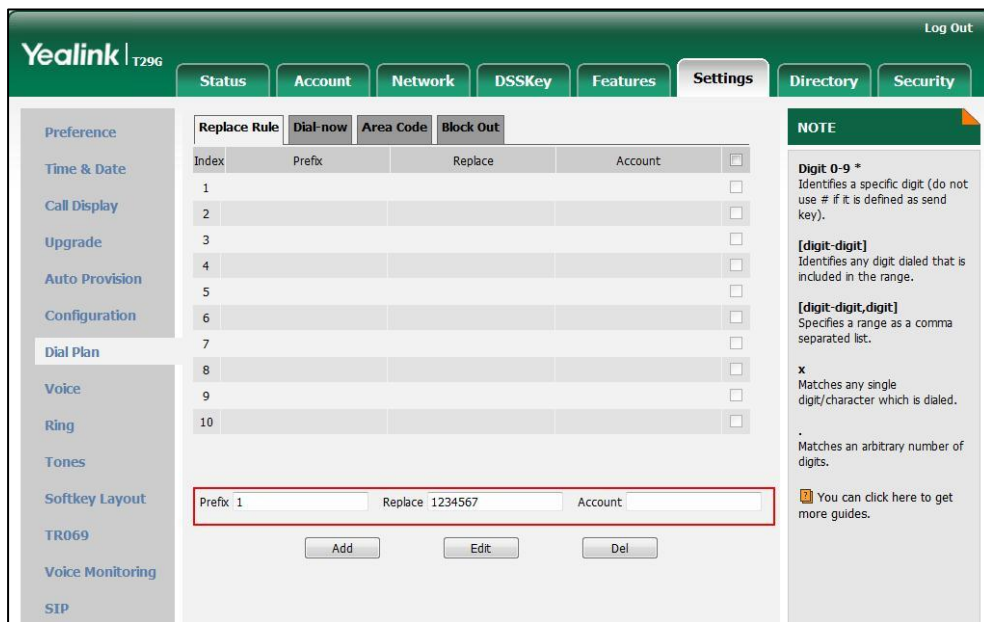 Log Out
Yealink | T29G
Status Account Network DSSKey Features Settings Directory Security
Preference
Time & Date
Call Display
Upgrade
Auto Provision
Configuration
Dial Plan
Voice
Ring
Tones
Softkey Layout
TR069
Voice Monitoring
SIP
Replace Rule Dial-now Area Code Block Out
Index Prefix Replace Account
1
2
3
4
5
6
7
8
9
10
Prefix 1 Replace 1234567 Account
Add Edit Del
NOTE
Digit 0-9 *
Identifies a specific digit (do not
use # if it is defined as send
key).
[digit-digit]
Identifies any digit dialed that is
included in the range.
[digit-digit,digit]
Specifies a range as a comma
separated list.
x
Matches any single
digit/character which is dialed.
.
Matches an arbitrary number of
digits.
? You can click here to get
more guides.